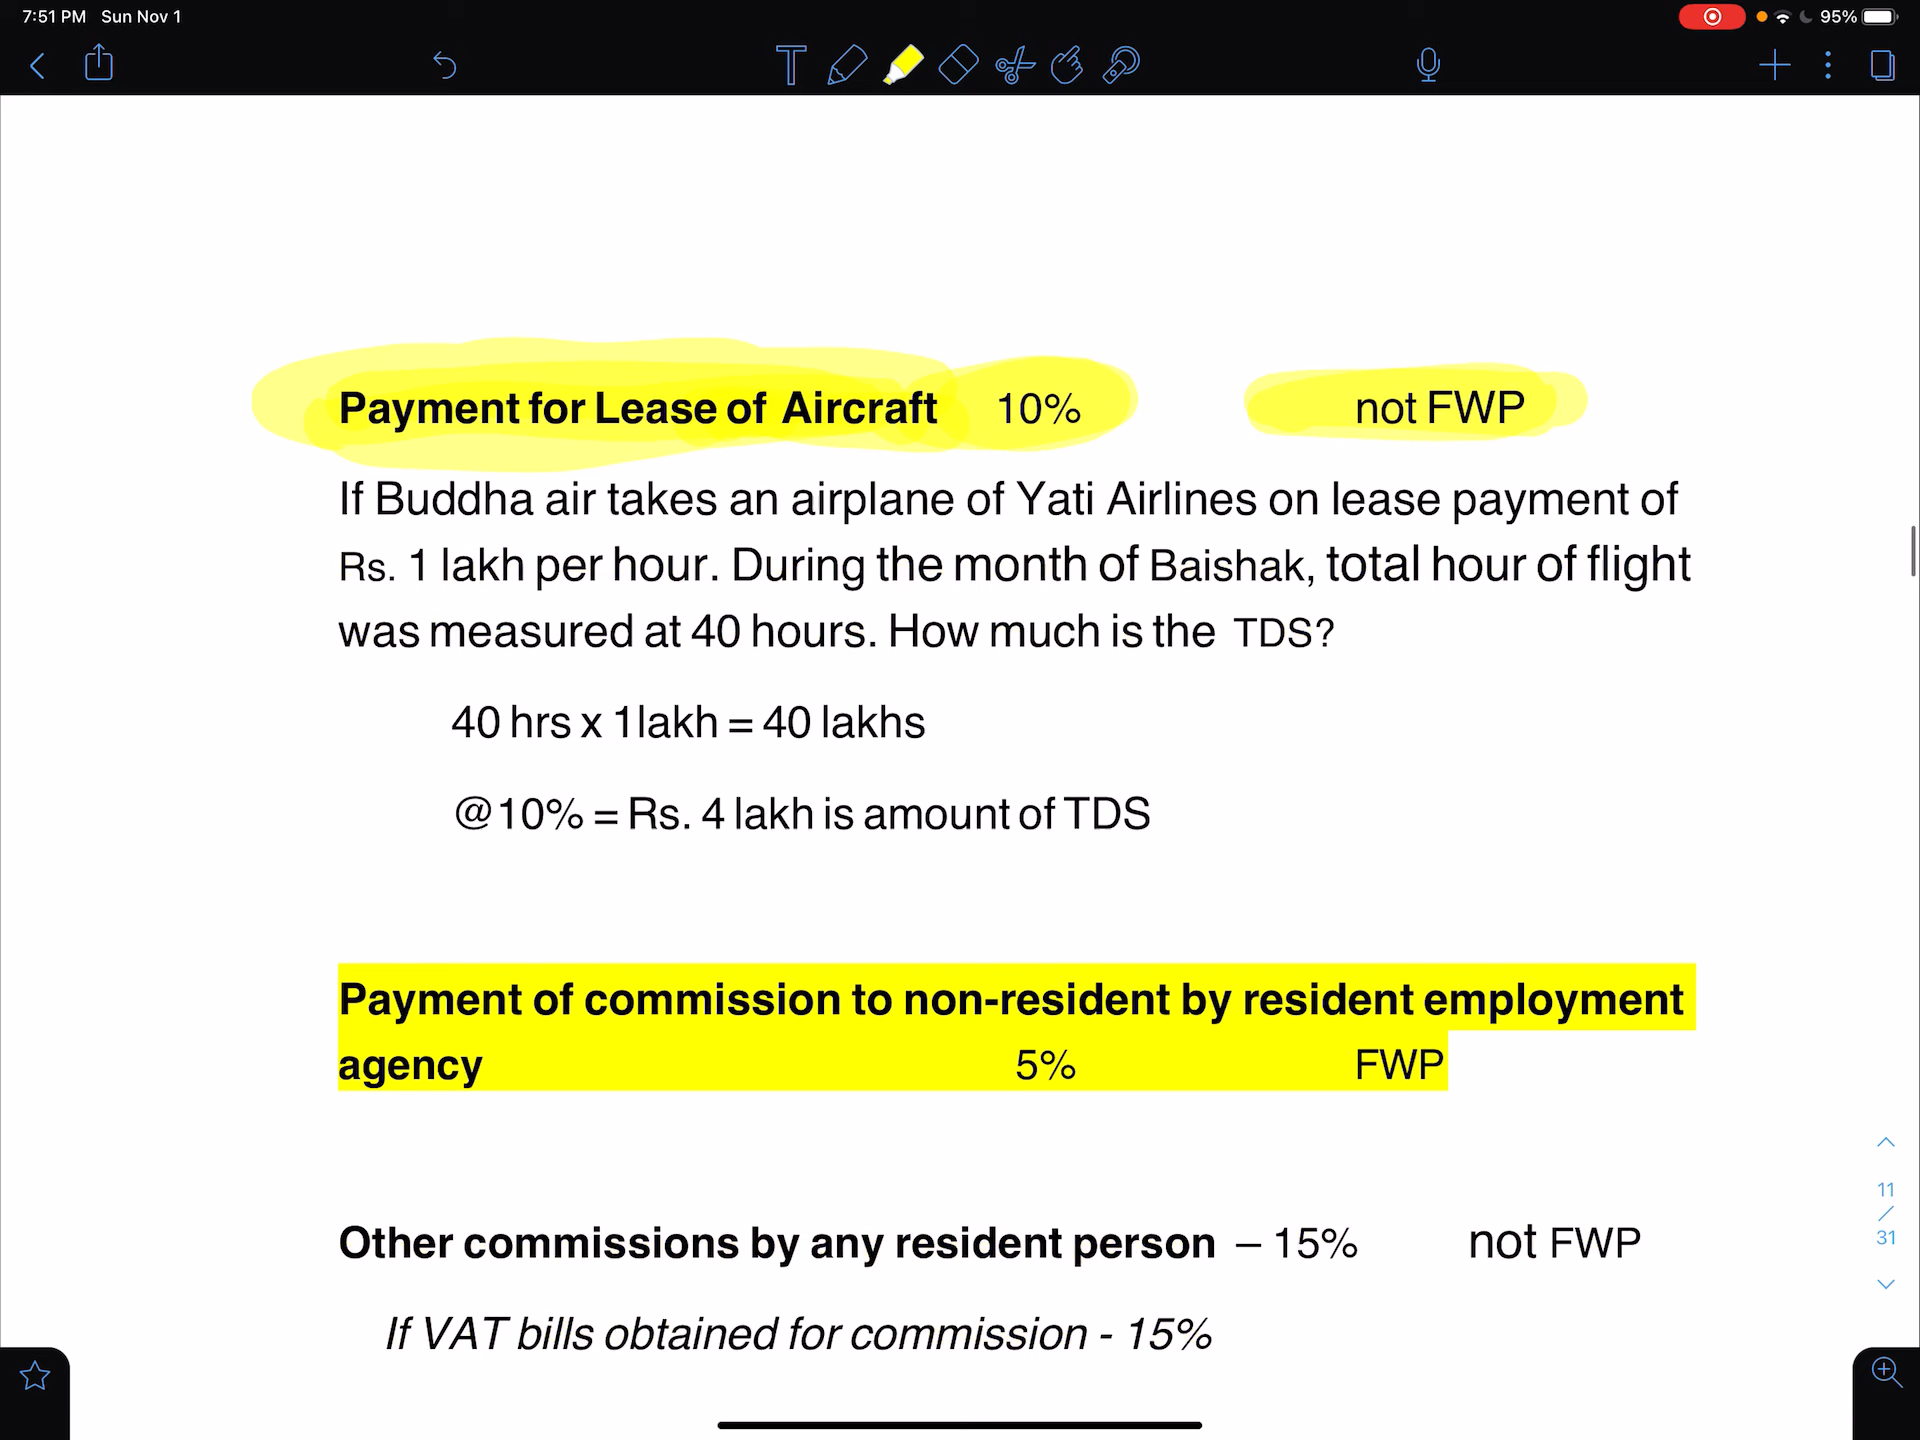 7:51 PM Sun Nov 1
95%
Payment for Lease of Aircraft 10% not FWP
If Buddha air takes an airplane of Yati Airlines on lease payment of
Rs. 1 lakh per hour. During the month of Baishak, total hour of flight
was measured at 40 hours. How much is the TDS?
40 hrs x 1lakh = 40 lakhs
@10% = Rs. 4 lakh is amount of TDS
Payment of commission to non-resident by resident employment
agency 5% FWP
11
/
31
Other commissions by any resident person – 15% not FWP
If VAT bills obtained for commission - 15%